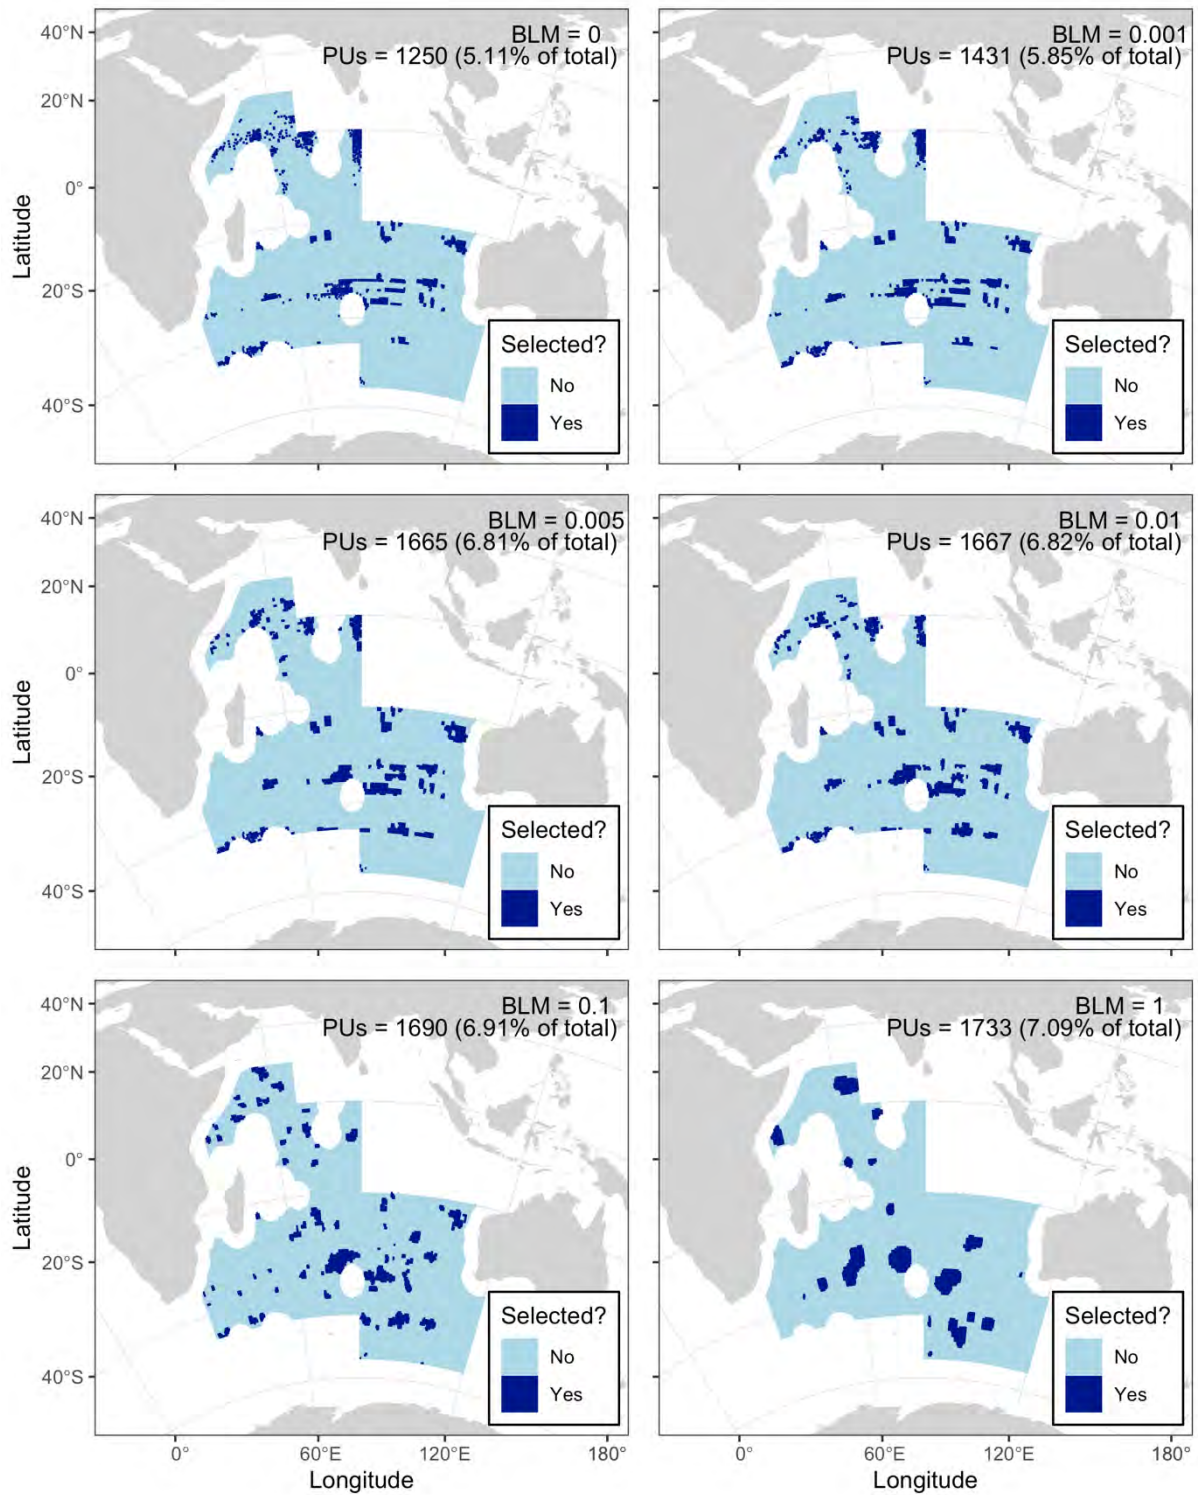 BLM = 0
PUs = 1250 (5.11% of total)
40°N
20°N
0°
20°S
40°S
Latitude
Selected?
No
Yes
BLM = 0.001
PUs = 1431 (5.85% of total)
Selected?
No
Yes
BLM = 0.005
PUs = 1665 (6.81% of total)
40°N
20°N
0°
20°S
40°S
Latitude
Selected?
No
Yes
BLM = 0.01
PUs = 1667 (6.82% of total)
Selected?
No
Yes
BLM = 0.1
PUs = 1690 (6.91% of total)
40°N
20°N
0°
20°S
40°S
Latitude
Selected?
No
Yes
0°
60°E
120°E
180°
Longitude
BLM = 1
PUs = 1733 (7.09% of total)
Selected?
No
Yes
0°
60°E
120°E
180°
Longitude